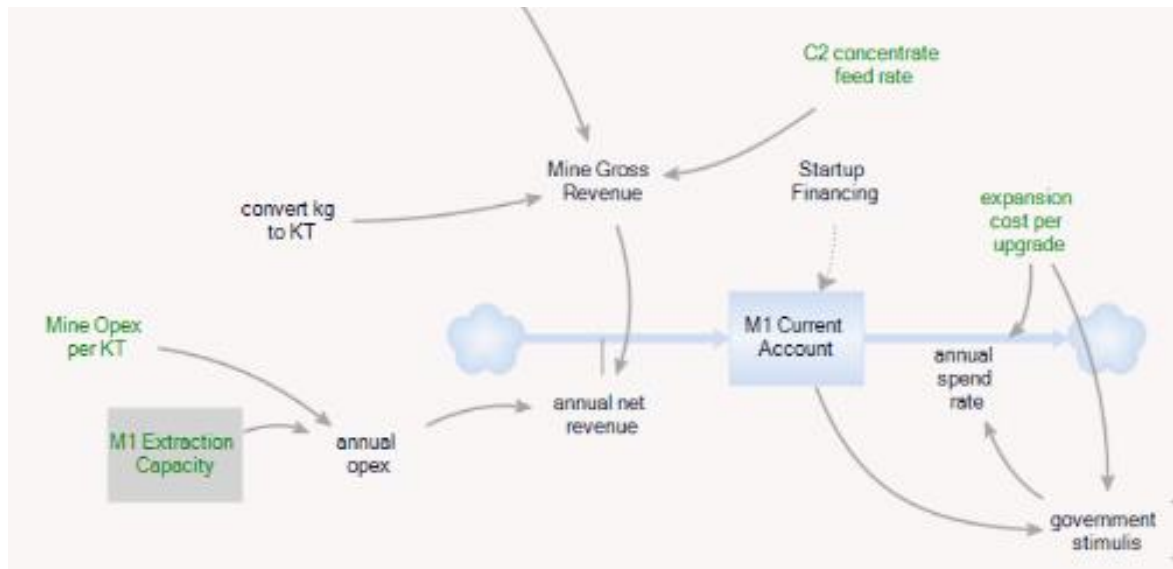 C2 concentrate
feed rate
Mine Gross
Revenue
Startup
Financing
convert kg
to KT
expansion
cost per
upgrade
Mine Opex
per KT
M1 Current
Account
annual
spend
rate
annual net
revenue
M1 Extraction
Capacity
annual
opex
government
stimulis